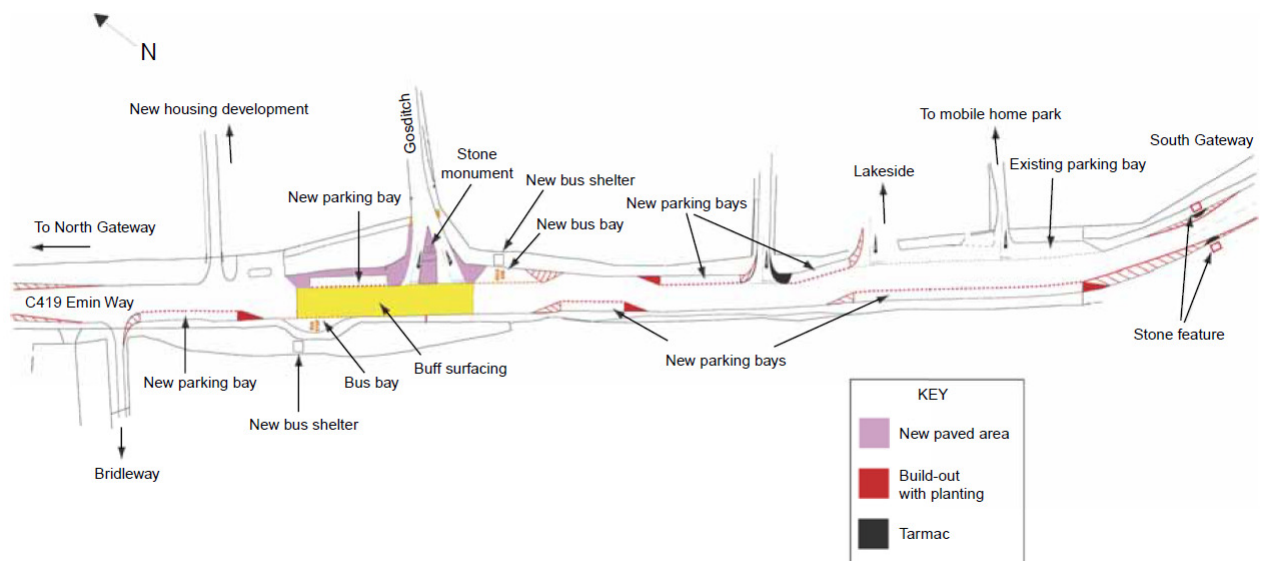 N
New housing development
Gosditch
Stone
monument
New bus shelter
New parking bay
New bus bay
To North Gateway
C419 Emin Way
New parking bays
Lakeside
To mobile home park
Existing parking bay
South Gateway
New parking bay
Bus bay
Buff surfacing
New bus shelter
Bridleway
New parking bays
Stone feature
KEY
New paved area
Build-out
with planting
Tarmac